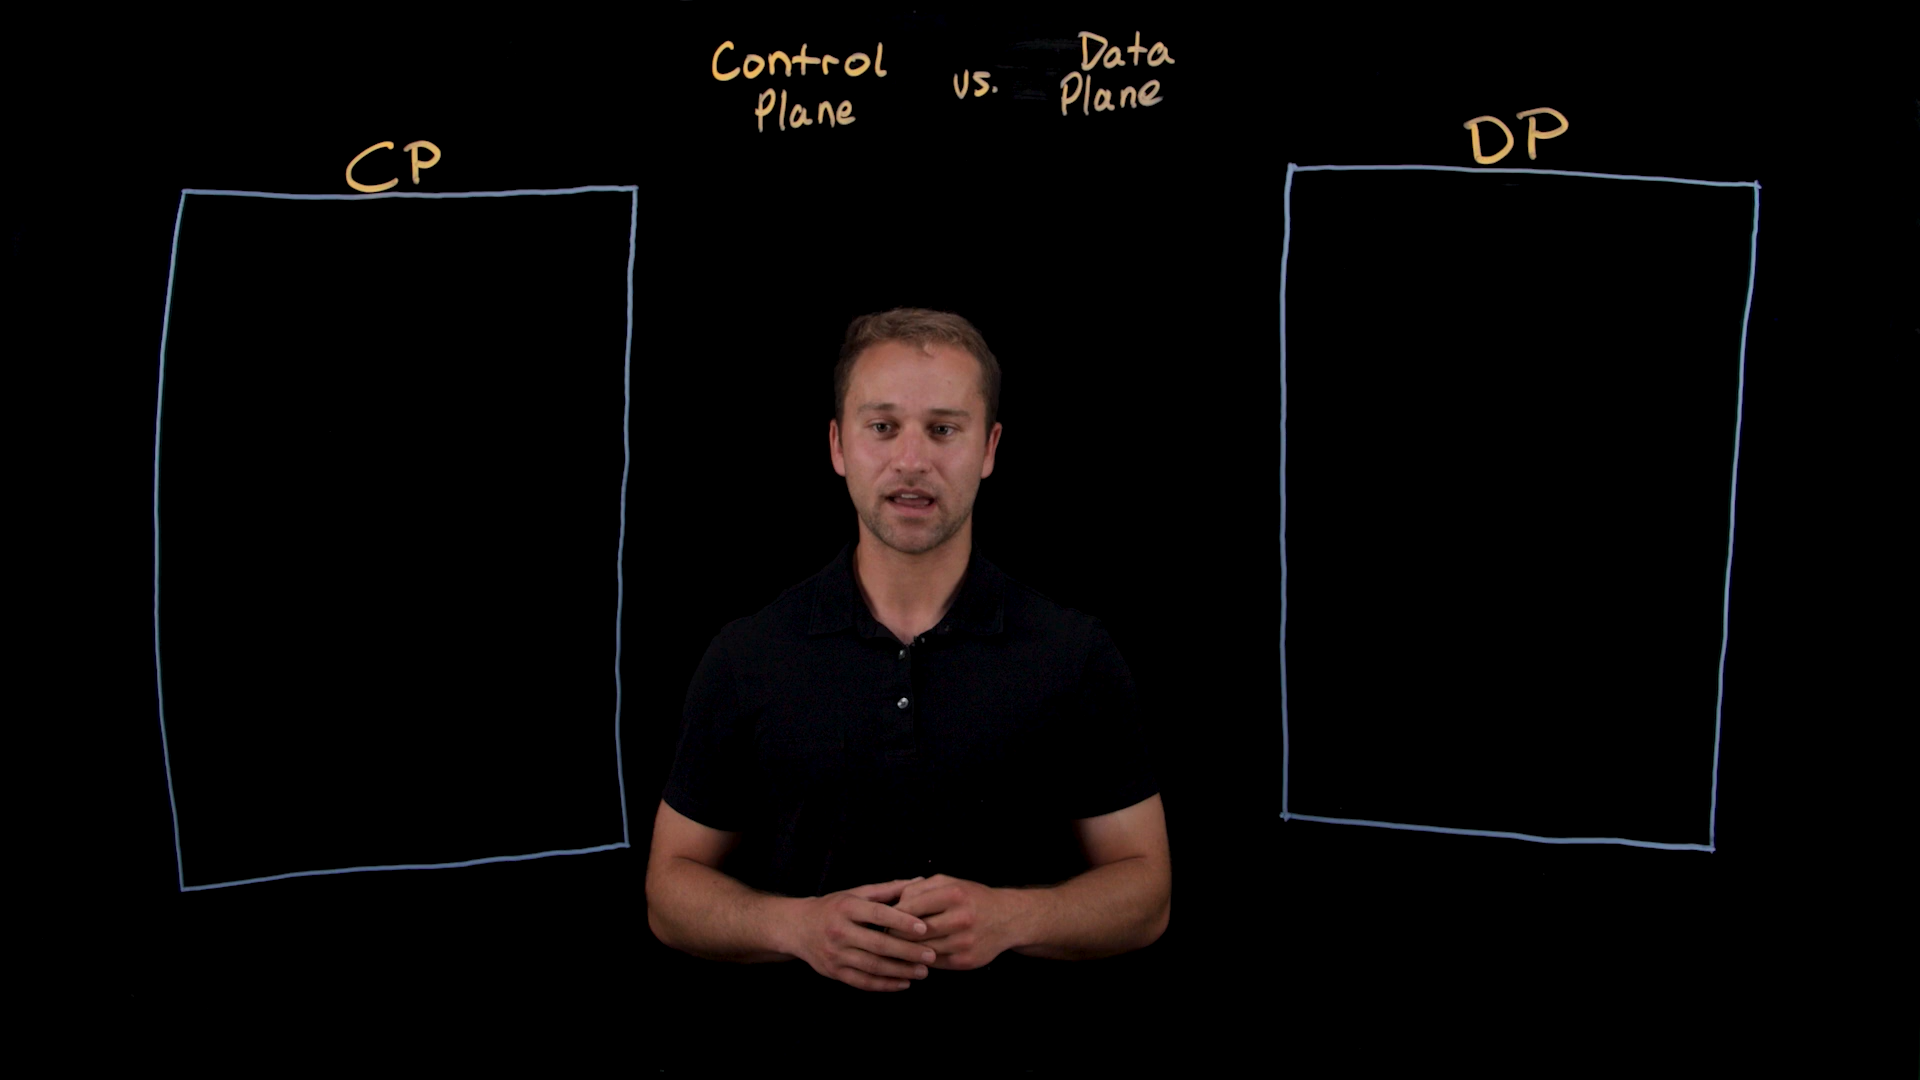 Control
Plane
vs.
Data
Plane
CP
DP